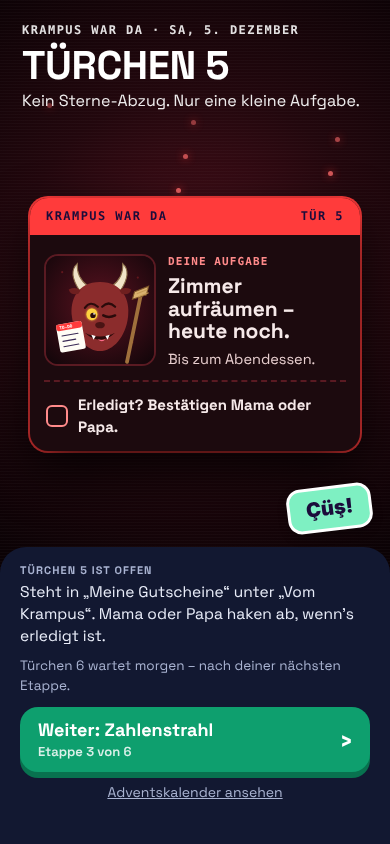 KRAMPUS WAR DA · SA, 5. DEZEMBER
TÜRCHEN 5
Kein Sterne-Abzug. Nur eine kleine Aufgabe.
KRAMPUS WAR DA TÜR 5
DEINE AUFGABE
Zimmer
aufräumen –
heute noch.
Bis zum Abendessen.
TO-DO
Erledigt? Bestätigen Mama oder
Papa.
Çüş!
TÜRCHEN 5 IST OFFEN
Steht in „Meine Gutscheine“ unter „Vom
Krampus“. Mama oder Papa haken ab, wenn’s
erledigt ist.
Türchen 6 wartet morgen – nach deiner nächsten
Etappe.
Weiter: Zahlenstrahl
Etappe 3 von 6
>
Adventskalender ansehen